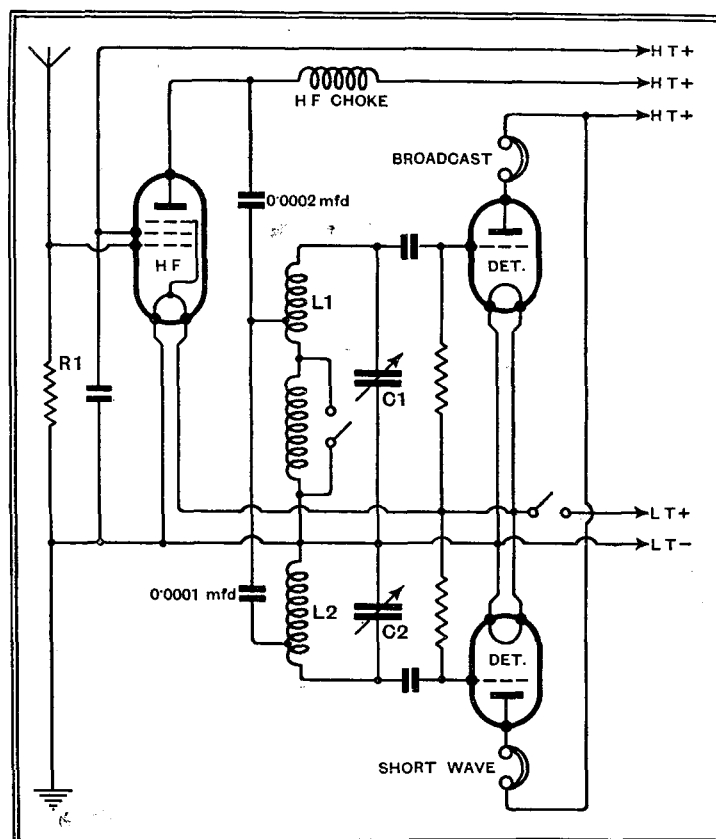 HT+
HF CHOKE
HT+
HT+
BROADCAST
0·0002 mfd
HF
DET.
L1
R1
C1
LT+
LT-
0·0001 mfd
L2
C2
DET.
SHORT WAVE